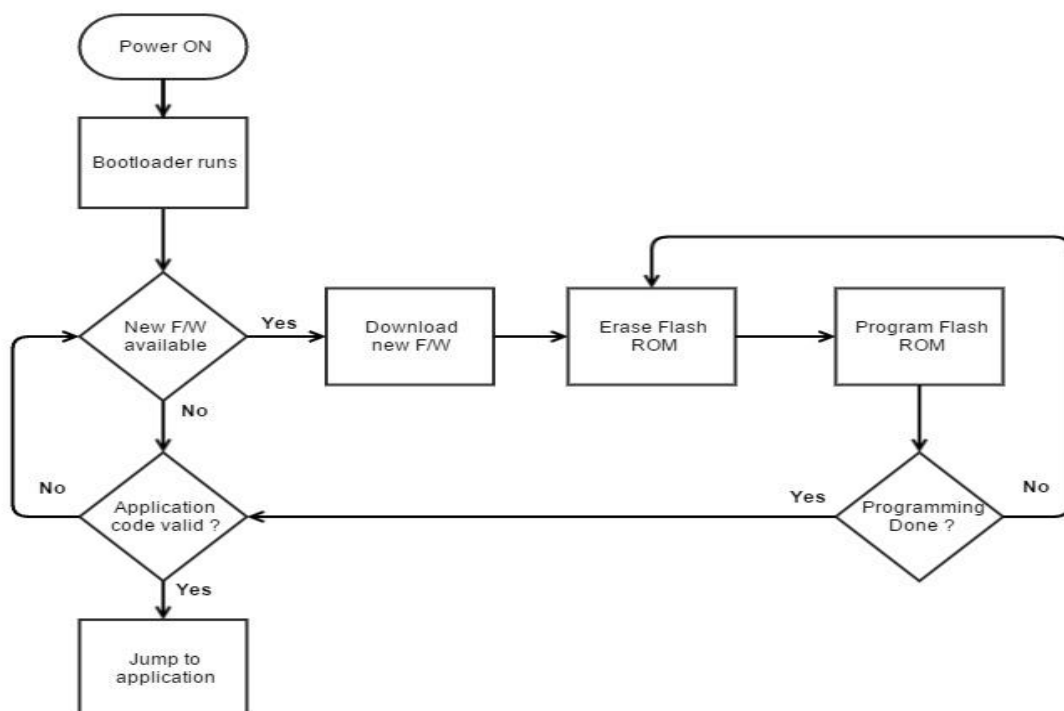 Power ON
Bootloader runs
New F/W
available
Yes
Download
new F/W
Erase Flash
ROM
Program Flash
ROM
No
No
Application
code valid ?
Yes
Programming
Done ?
No
Yes
Jump to
application